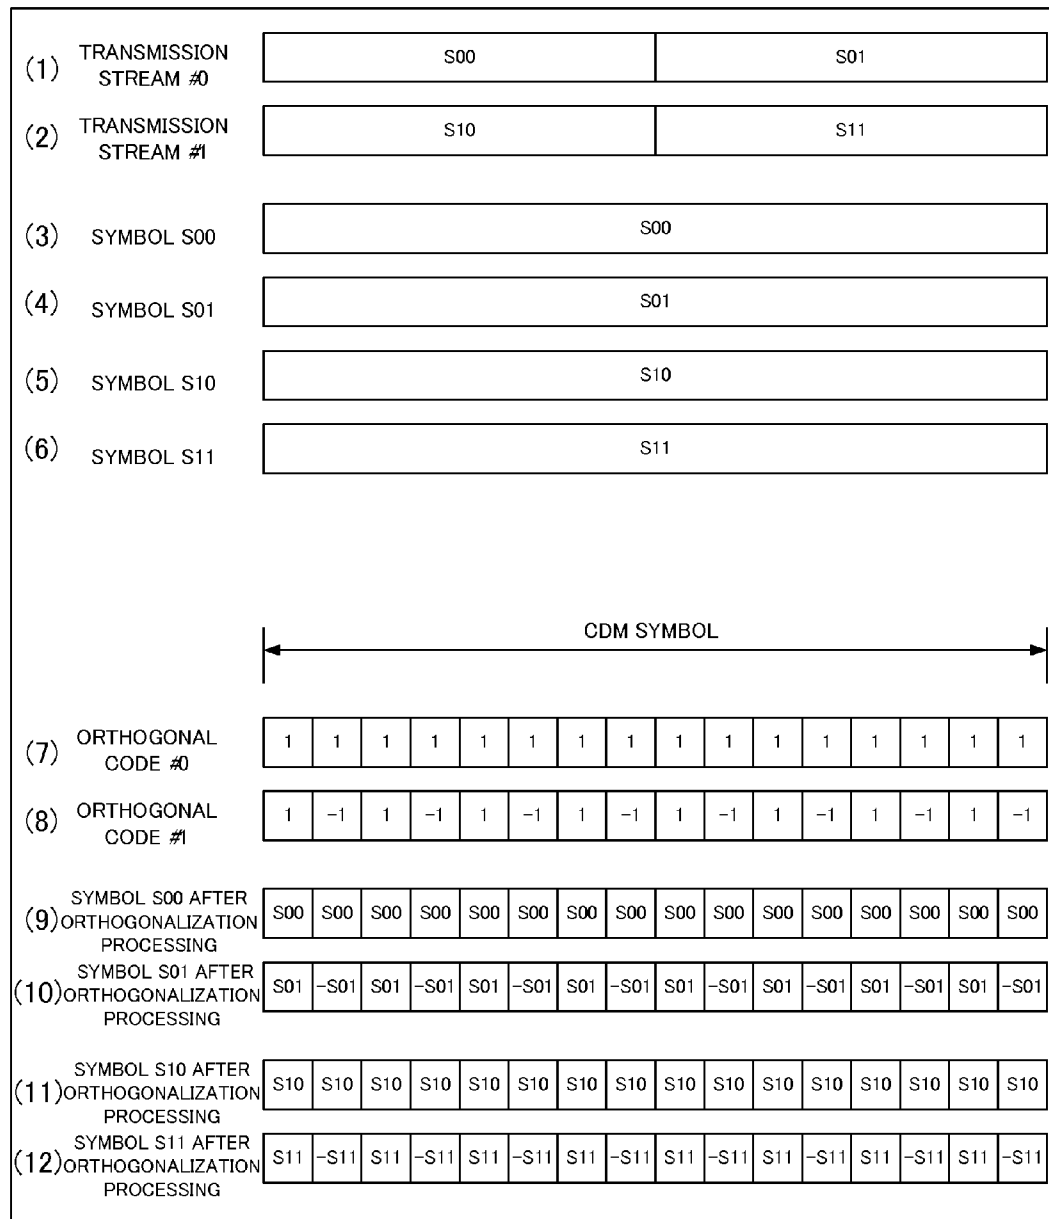 (1) TRANSMISSION STREAM #0 S00 S01
(2) TRANSMISSION STREAM #1 S10 S11
(3) SYMBOL S00 S00
(4) SYMBOL S01 S01
(5) SYMBOL S10 S10
(6) SYMBOL S11 S11
CDM SYMBOL
(7) ORTHOGONAL CODE #0 1 1 1 1 1 1 1 1 1 1 1 1 1 1 1 1
(8) ORTHOGONAL CODE #1 1 -1 1 -1 1 -1 1 -1 1 -1 1 -1 1 -1 1 -1
(9) SYMBOL S00 AFTER ORTHOGONALIZATION PROCESSING S00 S00 S00 S00 S00 S00 S00 S00 S00 S00 S00 S00 S00 S00 S00 S00
(10) SYMBOL S01 AFTER ORTHOGONALIZATION PROCESSING S01 -S01 S01 -S01 S01 -S01 S01 -S01 S01 -S01 S01 -S01 S01 -S01 S01 -S01
(11) SYMBOL S10 AFTER ORTHOGONALIZATION PROCESSING S10 S10 S10 S10 S10 S10 S10 S10 S10 S10 S10 S10 S10 S10 S10 S10
(12) SYMBOL S11 AFTER ORTHOGONALIZATION PROCESSING S11 -S11 S11 -S11 S11 -S11 S11 -S11 S11 -S11 S11 -S11 S11 -S11 S11 -S11